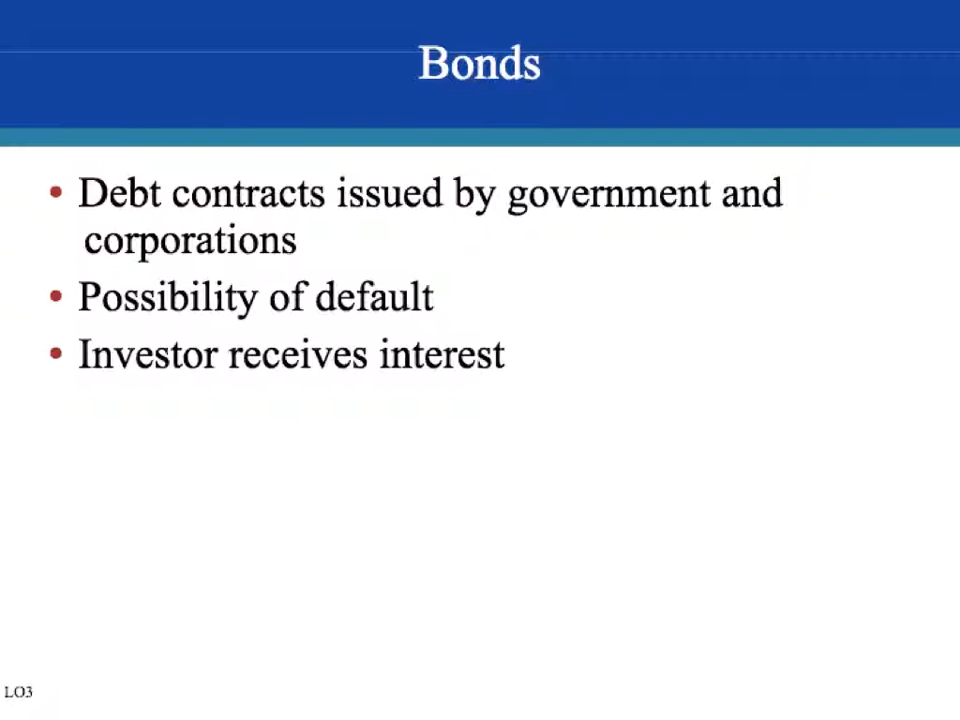 Bonds
• Debt contracts issued by government and
corporations
• Possibility of default
• Investor receives interest
LO3